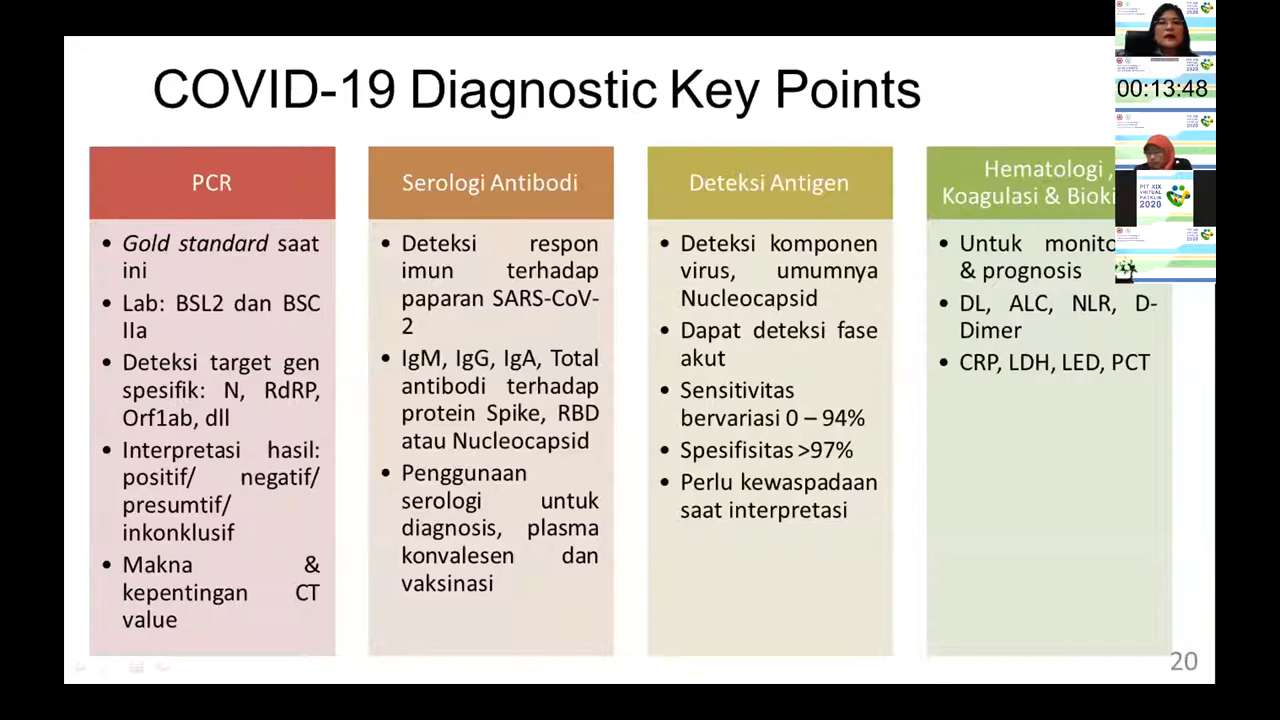 COVID-19 Diagnostic Key Points
00:13:48
PIT XIX
VIRTUAL
PATKLIN
2020
PCR
• Gold standard saat
ini
• Lab: BSL2 dan BSC
IIa
• Deteksi target gen
spesifik: N, RdRP,
Orf1ab, dll
• Interpretasi hasil:
positif/ negatif/
presumtif/
inkonklusif
• Makna &
kepentingan CT
value
Serologi Antibodi
• Deteksi respon
imun terhadap
paparan SARS-CoV-
2
• IgM, IgG, IgA, Total
antibodi terhadap
protein Spike, RBD
atau Nucleocapsid
• Penggunaan
serologi untuk
diagnosis, plasma
konvalesen dan
vaksinasi
Deteksi Antigen
• Deteksi komponen
virus, umumnya
Nucleocapsid
• Dapat deteksi fase
akut
• Sensitivitas
bervariasi 0 – 94%
• Spesifisitas >97%
• Perlu kewaspadaan
saat interpretasi
Hematologi ,
Koagulasi & Bioki
• Untuk monito
& prognosis
• DL, ALC, NLR, D-
Dimer
• CRP, LDH, LED, PCT
20